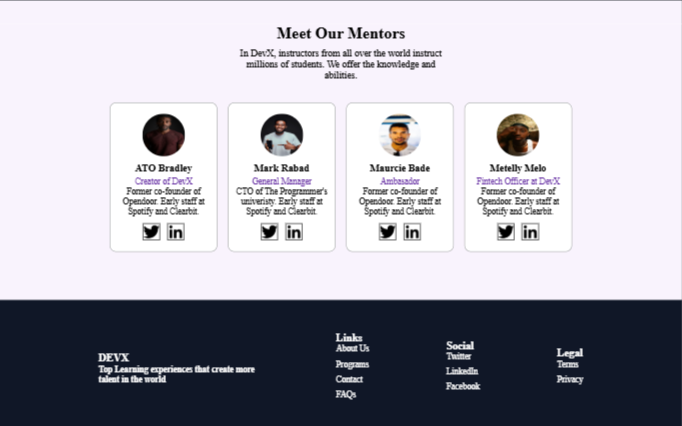 Meet Our Mentors
In DevX, instructors from all over the world instruct
millions of students. We offer the knowledge and
abilities.
ATO Bradley
Creator of DevX
Former co-founder of
Opendoor. Early staff at
Spotify and Clearbit.
Mark Rabad
General Manager
CTO of The Programmer's
univeristy. Early staff at
Spotify and Clearbit.
Maurcie Bade
Ambasador
Former co-founder of
Opendoor. Early staff at
Spotify and Clearbit.
Metelly Melo
Fintech Officer at DevX
Former co-founder of
Opendoor. Early staff at
Spotify and Clearbit.
DEVX
Top Learning experiences that create more
talent in the world
Links
About Us
Programs
Contact
FAQs
Social
Twitter
LinkedIn
Facebook
Legal
Terms
Privacy